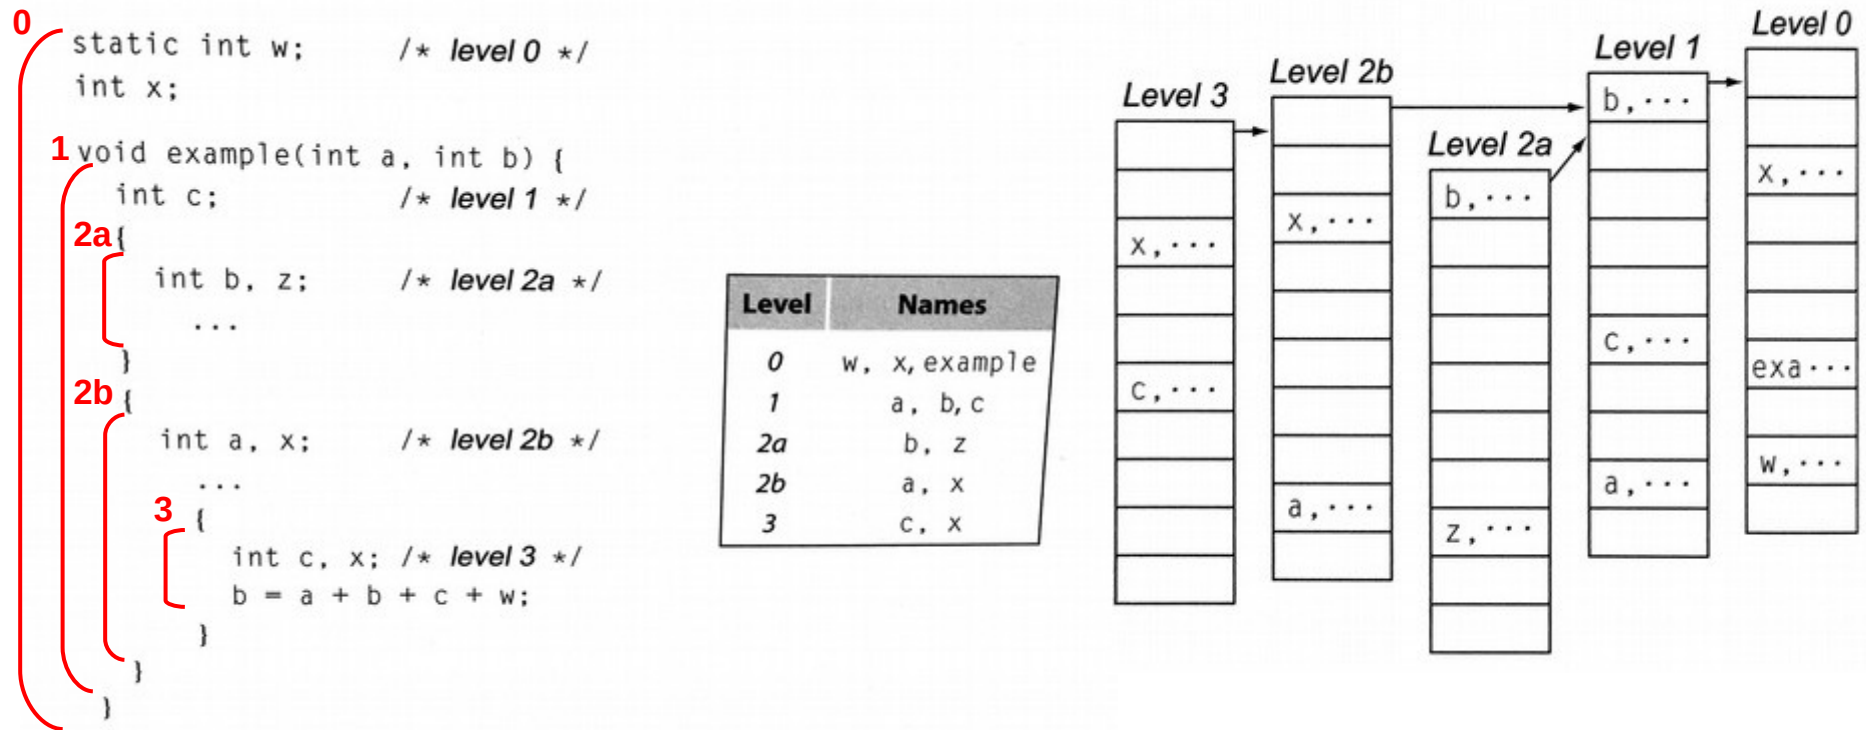 0
static int w; /* level 0 */
int x;
1 void example(int a, int b) {
int c; /* level 1 */
2a {
int b, z; /* level 2a */
...
}
2b {
int a, x; /* level 2b */
...
3 {
int c, x; /* level 3 */
b = a + b + c + w;
}
}
}
Level Names
0 w, x, example
1 a, b, c
2a b, z
2b a, x
3 c, x
Level 3
x, ···
c, ···
Level 2b
x, ···
a, ···
Level 2a
b, ···
z, ···
Level 1
b, ···
c, ···
a, ···
Level 0
x, ···
exa ···
w, ···